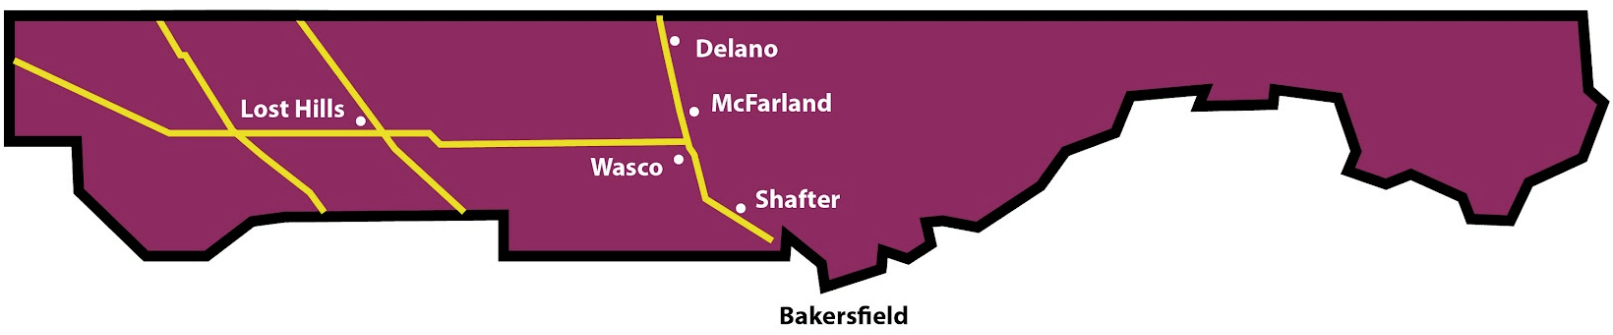 Delano
McFarland
Lost Hills
Wasco
Shafter
Bakersfield